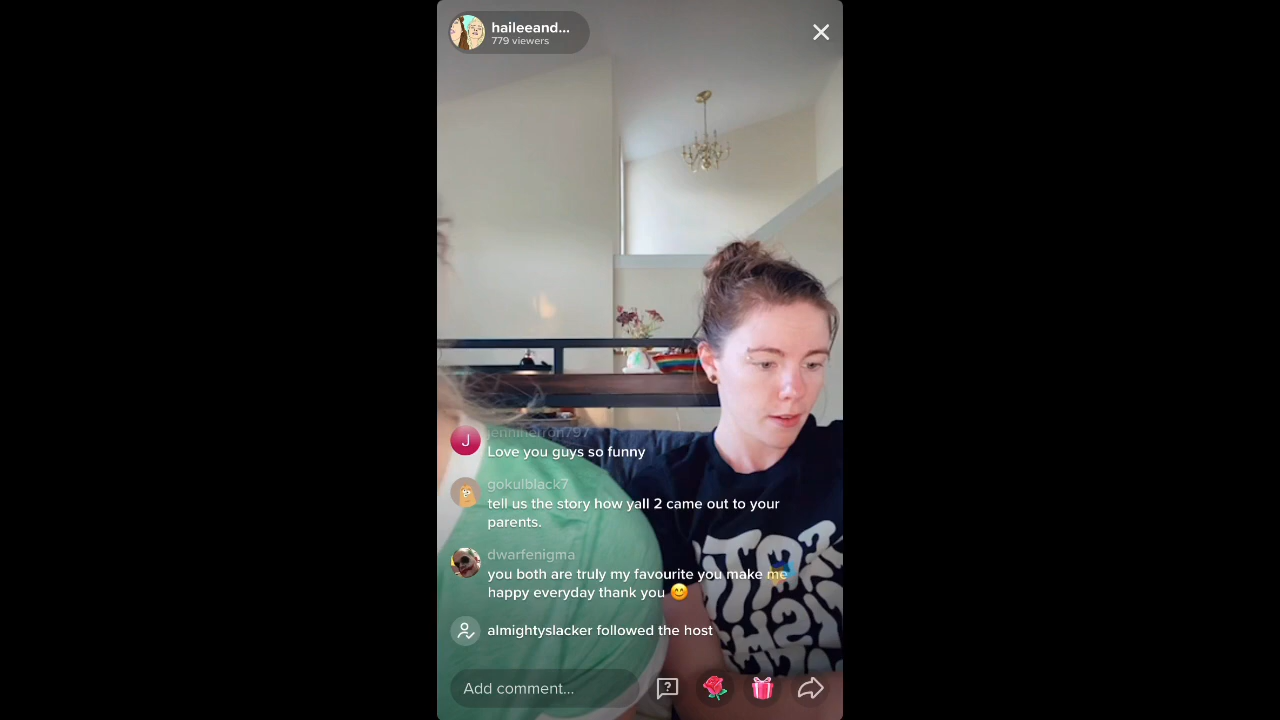 haileeand...
779 viewers
jenniheiron797
Love you guys so funny
gokulblack7
tell us the story how yall 2 came out to your
parents.
dwarfenigma
you both are truly my favourite you make me
happy everyday thank you 😊
almightyslacker followed the host
Add comment...
J